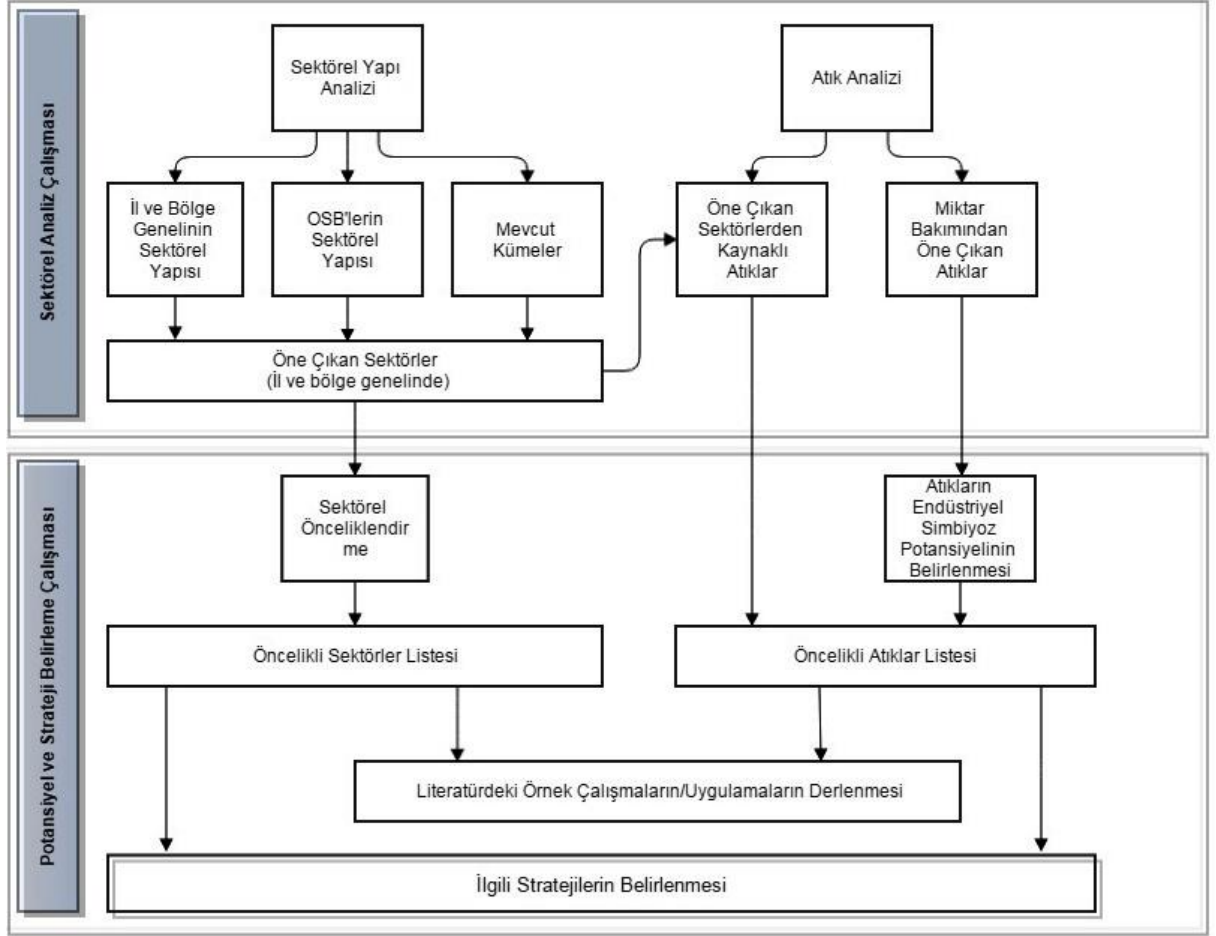 Sektörel Analiz Çalışması
Sektörel Yapı
Analizi
Atık Analizi
İl ve Bölge
Genelinin
Sektörel
Yapısı
OSB'lerin
Sektörel
Yapısı
Mevcut
Kümeler
Öne Çıkan
Sektörlerden
Kaynaklı
Atıklar
Miktar
Bakımından
Öne Çıkan
Atıklar
Öne Çıkan Sektörler
(İl ve bölge genelinde)
Potansiyel ve Strateji Belirleme Çalışması
Sektörel
Önceliklendir
me
Atıkların
Endüstriyel
Simbiyoz
Potansiyelinin
Belirlenmesi
Öncelikli Sektörler Listesi
Öncelikli Atıklar Listesi
Literatürdeki Örnek Çalışmaların/Uygulamaların Derlenmesi
İlgili Stratejilerin Belirlenmesi